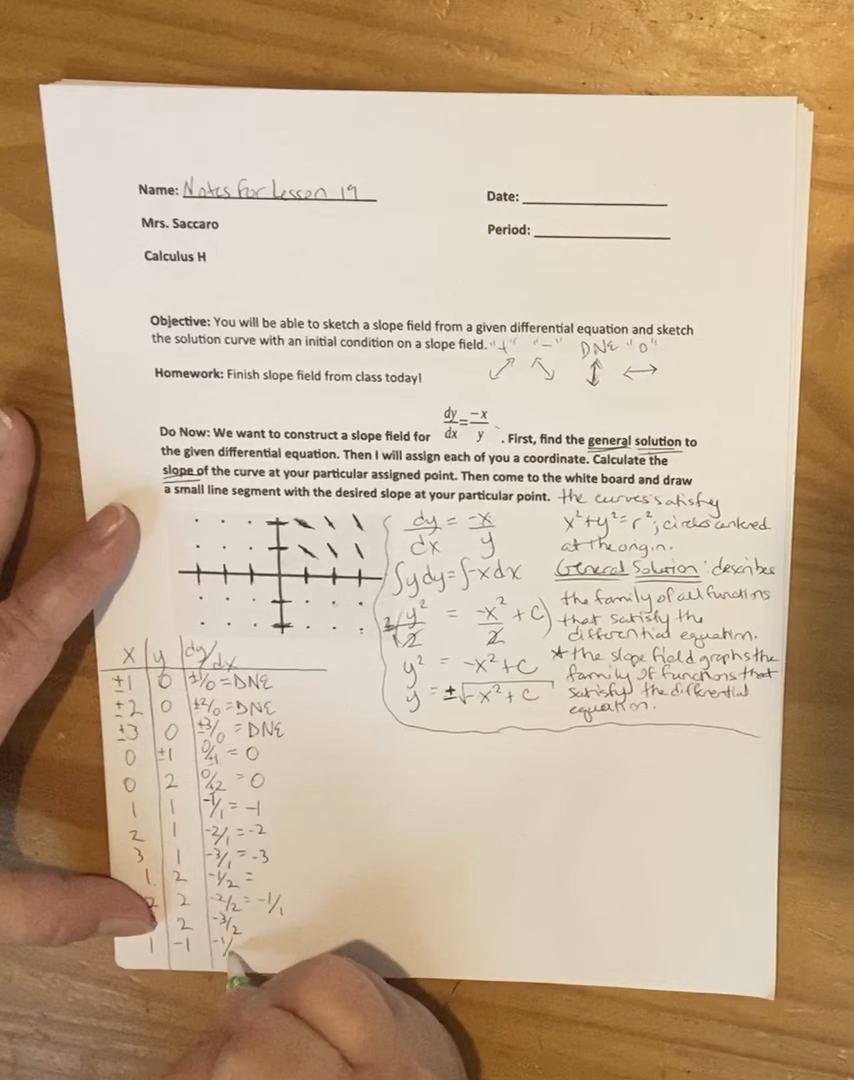 Name: Notes for Lesson 19
Date:
Mrs. Saccaro
Period:
Calculus H
Objective: You will be able to sketch a slope field from a given differential equation and sketch
the solution curve with an initial condition on a slope field. "+" "-" DNE "0"
Homework: Finish slope field from class today!
Do Now: We want to construct a slope field for dy/dx = -x/y . First, find the general solution to
the given differential equation. Then I will assign each of you a coordinate. Calculate the
slope of the curve at your particular assigned point. Then come to the white board and draw
a small line segment with the desired slope at your particular point.
the curves satisfy
x² + y² = r²; circles centered
at the origin.
General Solution: describes
the family of all functions
that satisfy the
differential equation.
* the slope field graphs the
family of functions that
satisfy the differential
equation.
dy/dx = -x/y
∫y dy = ∫-x dx
2(y²/2 = -x²/2 + C)
y² = -x² + C
y = ±√-x² + C
x y dy/dx
±1 0 ±1/0 = DNE
±2 0 ±2/0 = DNE
±3 0 ±3/0 = DNE
0 ±1 0/±1 = 0
0 2 0/±2 = 0
1 1 -1/1 = -1
2 1 -2/1 = -2
3 1 -3/1 = -3
1 2 -1/2 =
2 2 -2/2 = -1/1
2 -3/2
1 -1 -1/